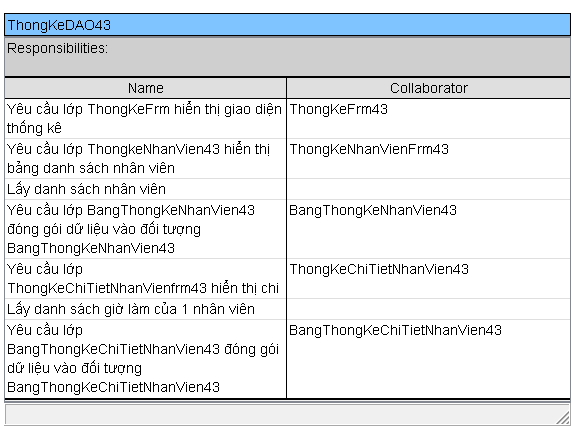 ThongKeDAO43
Responsibilities:
Name
Collaborator
Yêu cầu lớp ThongKeFrm hiển thị giao diện
thống kê
ThongKeFrm43
Yêu cầu lớp ThongkeNhanVien43 hiển thị
bảng danh sách nhân viên
ThongKeNhanVienFrm43
Lấy danh sách nhân viên
Yêu cầu lớp BangThongKeNhanVien43
đóng gói dữ liệu vào đối tượng
BangThongKeNhanVien43
BangThongKeNhanVien43
Yêu cầu lớp
ThongKeChiTietNhanVienfrm43 hiển thị chi
ThongKeChiTietNhanVien43
Lấy danh sách giờ làm của 1 nhân viên
Yêu cầu lớp
BangThongKeChiTietNhanVien43 đóng gói
dữ liệu vào đối tượng
BangThongKeChiTietNhanVien43
BangThongKeChiTietNhanVien43